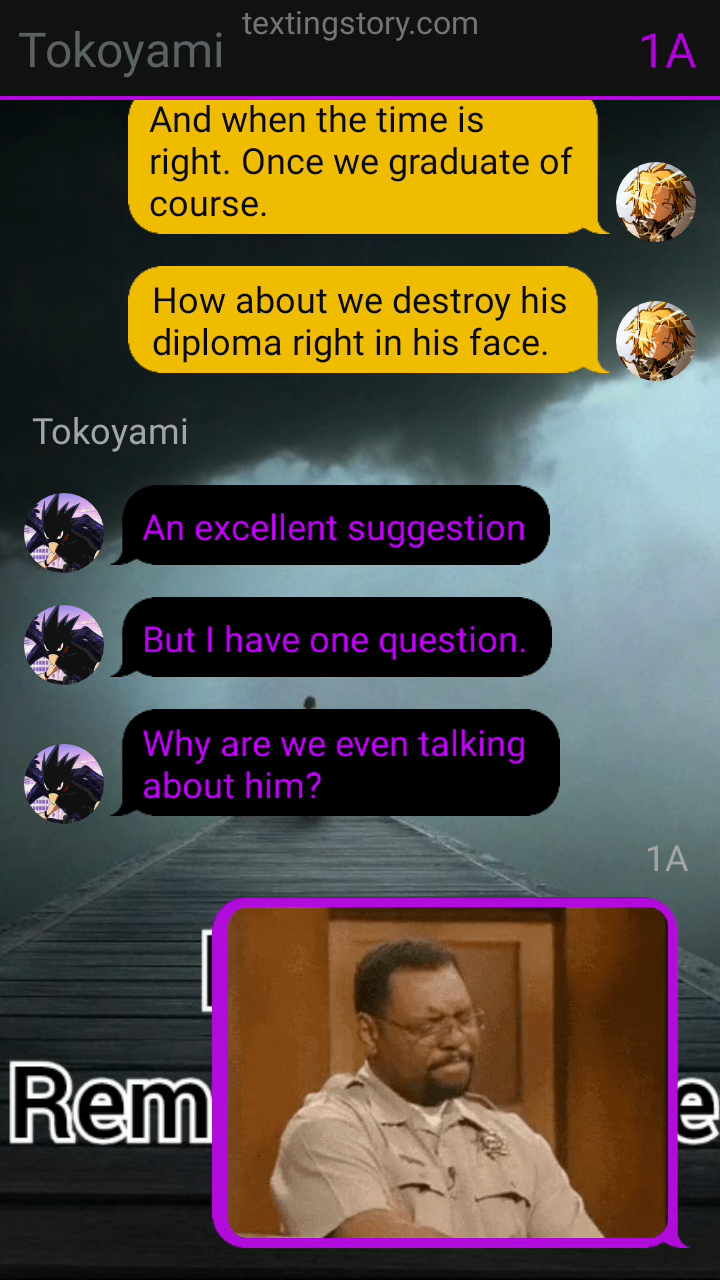 textingstory.com
Tokoyami
1A
And when the time is
right. Once we graduate of
course.
How about we destroy his
diploma right in his face.
Tokoyami
An excellent suggestion
But I have one question.
Why are we even talking
about him?
1A